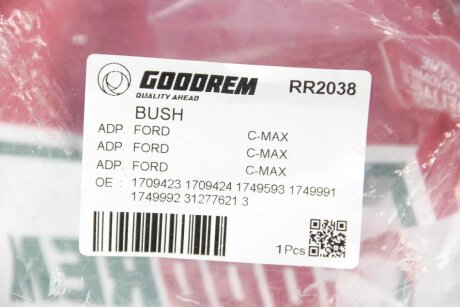 GOODREM
QUALITY AHEAD
RR2038
BUSH
ADP. FORD C-MAX
ADP. FORD C-MAX
ADP. FORD C-MAX
OE : 1709423 1709424 1749593 1749991
1749992 31277621 3
1Pcs